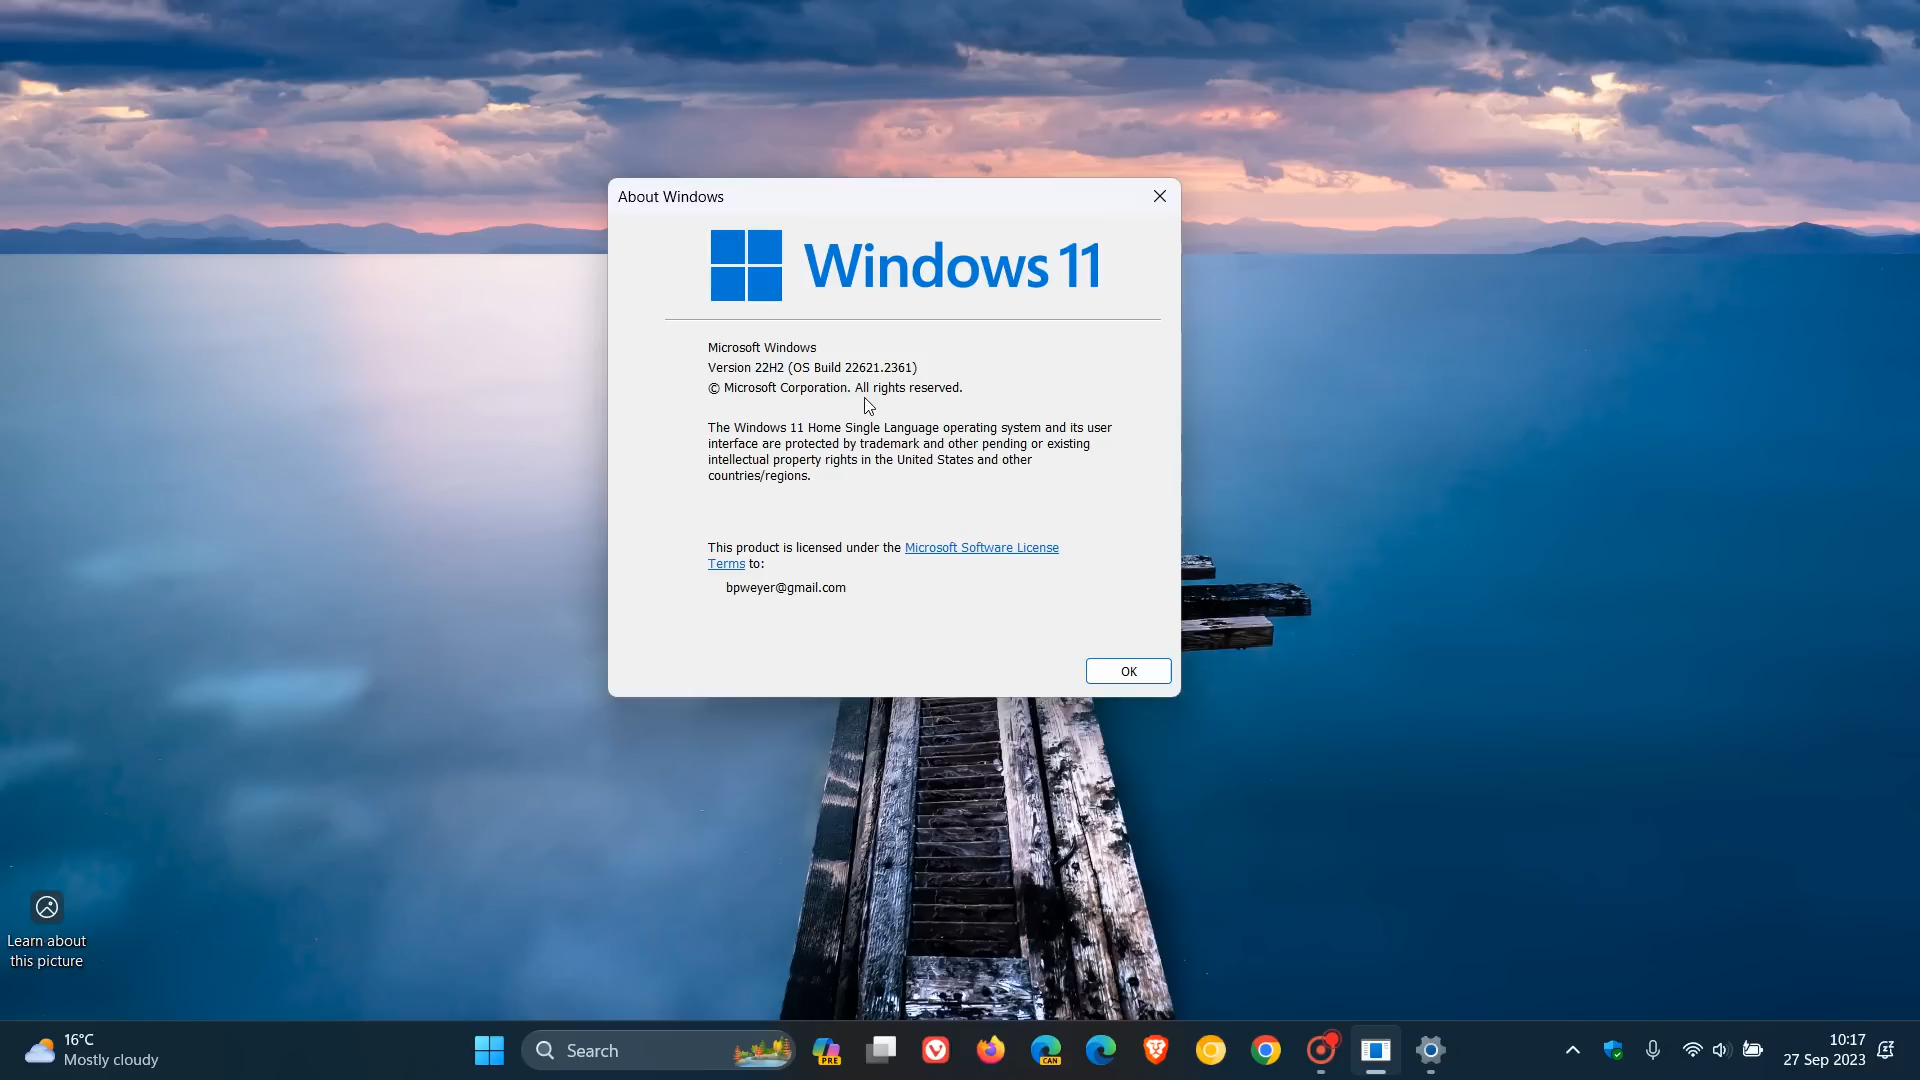 About Windows
Windows 11
Microsoft Windows
Version 22H2 (OS Build 22621.2361)
© Microsoft Corporation. All rights reserved.
The Windows 11 Home Single Language operating system and its user
interface are protected by trademark and other pending or existing
intellectual property rights in the United States and other
countries/regions.
This product is licensed under the Microsoft Software License
Terms to:
bpweyer@gmail.com
OK
Learn about
this picture
16°C
Mostly cloudy
Search
PRE
CAN
10:17
27 Sep 2023